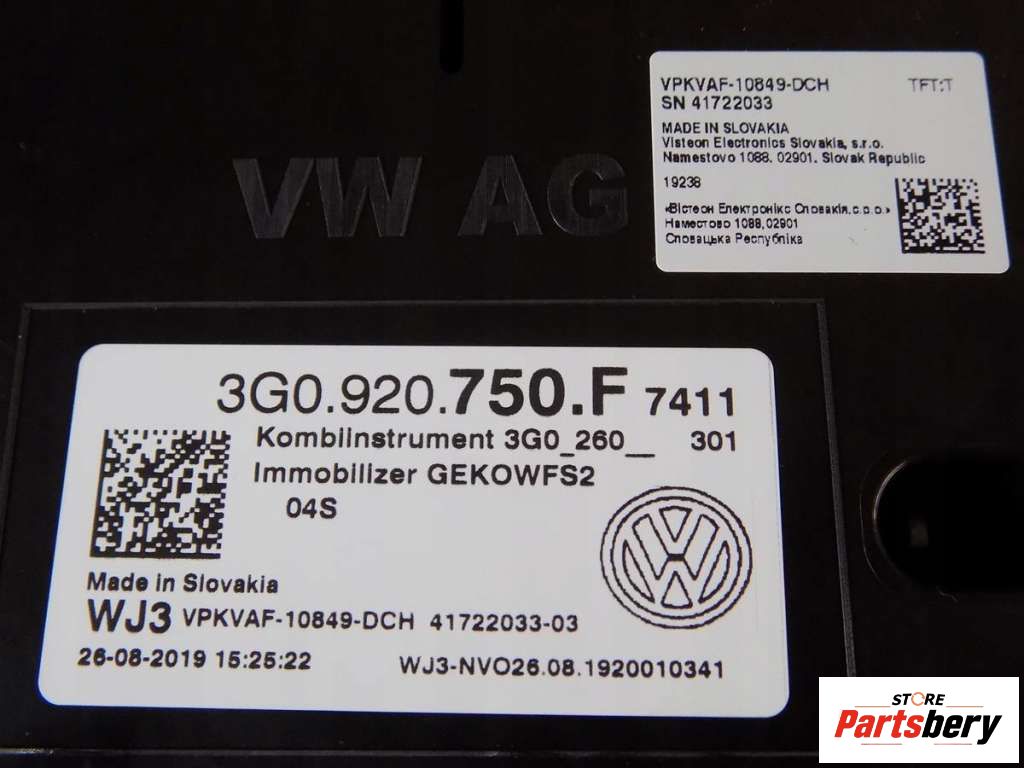 VPKVAF-10849-DCH TFT:T
SN 41722033
MADE IN SLOVAKIA
Visteon Electronics Slovakia, s.r.o.
Namestovo 1088. 02901. Slovak Republic
19238
«Вістеон Електронікс Словакія.с.р.о.»
Наместово 1088,02901
Словацька Республіка
VW AG
3G0.920.750.F 7411
Kombiinstrument 3G0_260__ 301
Immobilizer GEKOWFS2
04S
Made in Slovakia
WJ3 VPKVAF-10849-DCH 41722033-03
26-08-2019 15:25:22 WJ3-NVO26.08.1920010341
STORE
Partsbery